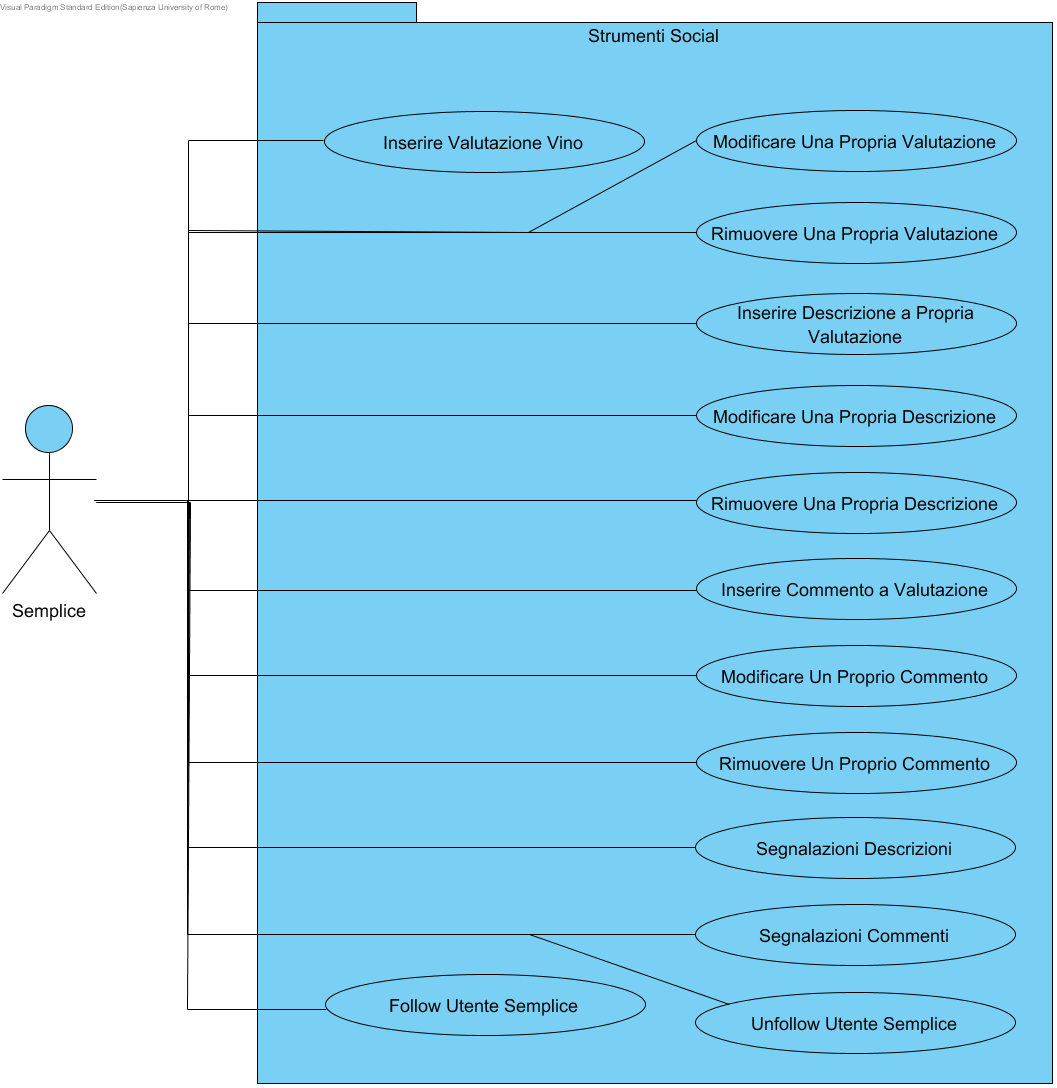 Visual Paradigm Standard Edition(Sapienza University of Rome)
Strumenti Social
Inserire Valutazione Vino
Modificare Una Propria Valutazione
Rimuovere Una Propria Valutazione
Inserire Descrizione a Propria
Valutazione
Modificare Una Propria Descrizione
Rimuovere Una Propria Descrizione
Inserire Commento a Valutazione
Semplice
Modificare Un Proprio Commento
Rimuovere Un Proprio Commento
Segnalazioni Descrizioni
Segnalazioni Commenti
Follow Utente Semplice
Unfollow Utente Semplice